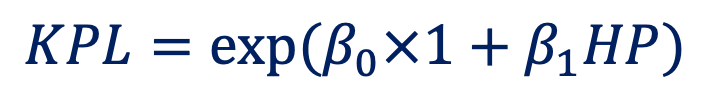 KPL = exp(β₀×1 + β₁HP)